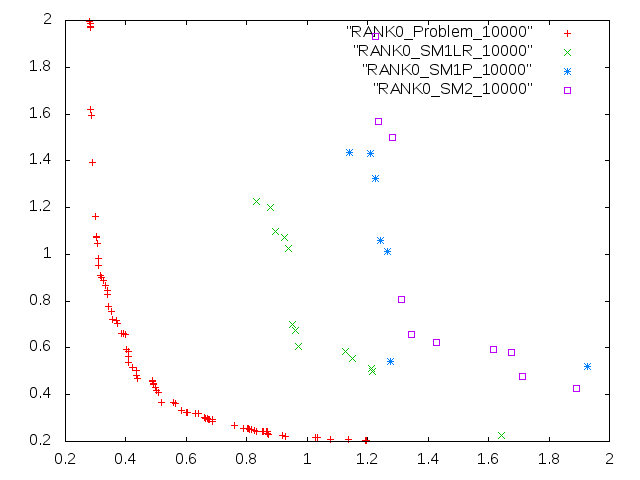 2
1.8
1.6
1.4
1.2
1
0.8
0.6
0.4
0.2
"RANK0_Problem_10000"
"RANK0_SM1LR_10000"
"RANK0_SM1P_10000"
"RANK0_SM2_10000"
0.2 0.4 0.6 0.8 1 1.2 1.4 1.6 1.8 2